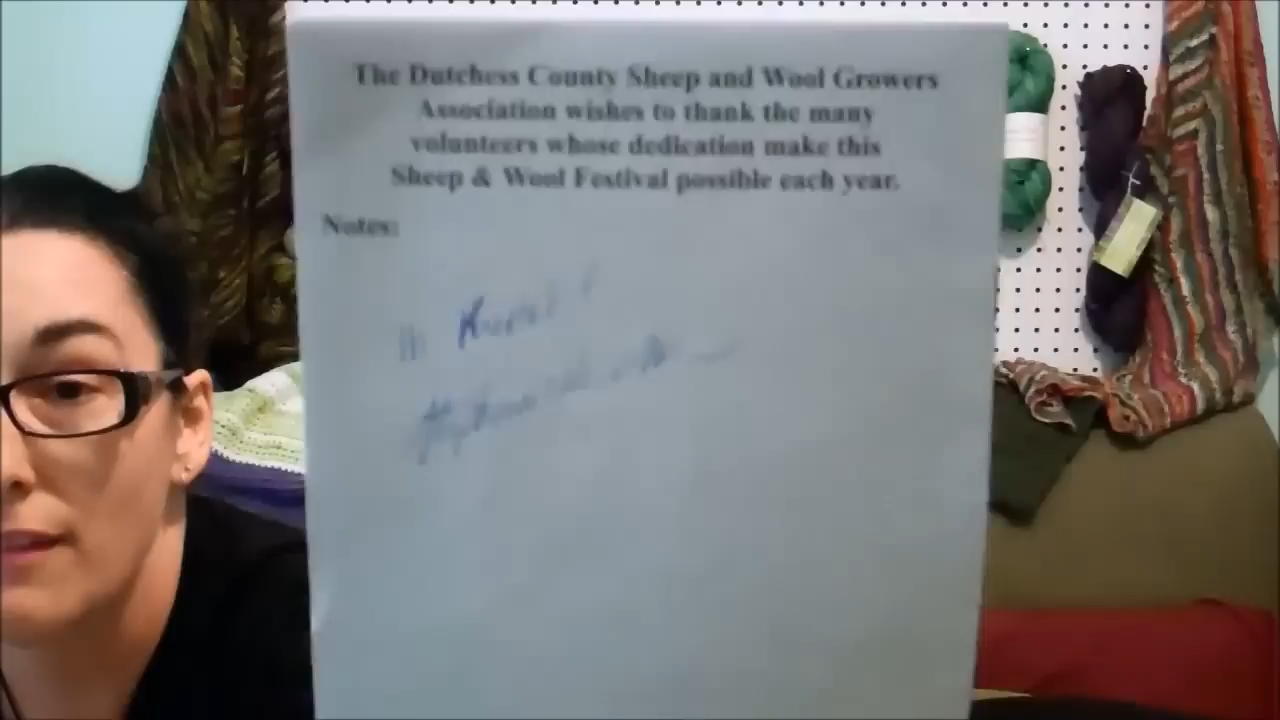 The Dutchess County Sheep and Wool Growers
Association wishes to thank the many
volunteers whose dedication make this
Sheep & Wool Festival possible each year.
Notes: